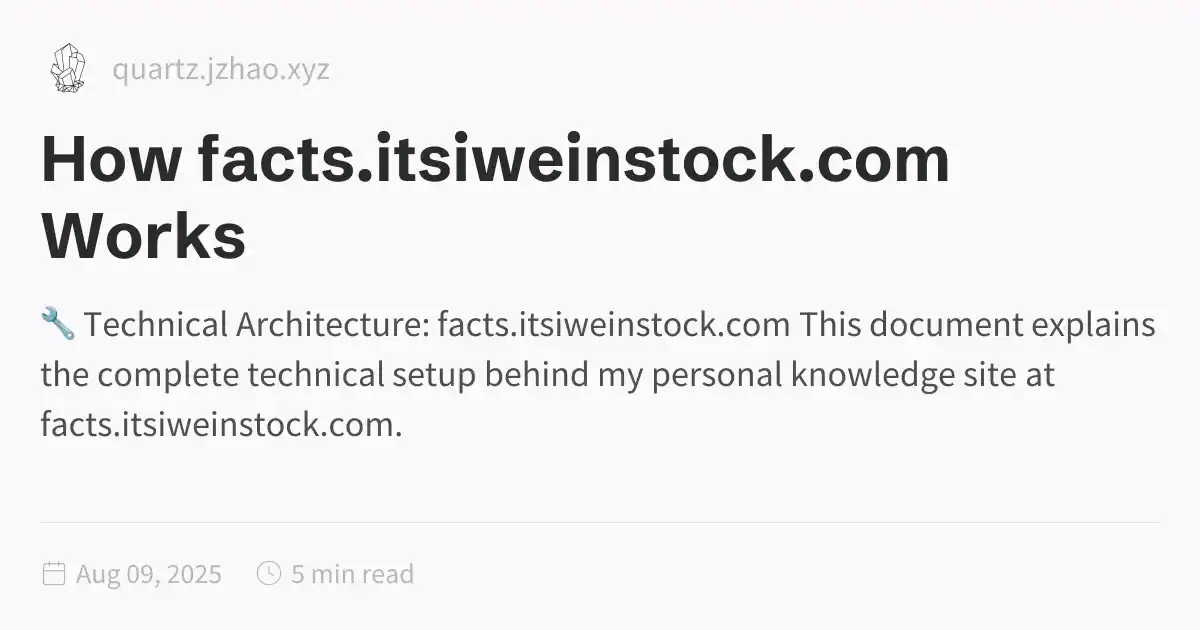 quartz.jzhao.xyz
How facts.itsiweinstock.com
Works
🔧 Technical Architecture: facts.itsiweinstock.com This document explains
the complete technical setup behind my personal knowledge site at
facts.itsiweinstock.com.
Aug 09, 2025 5 min read